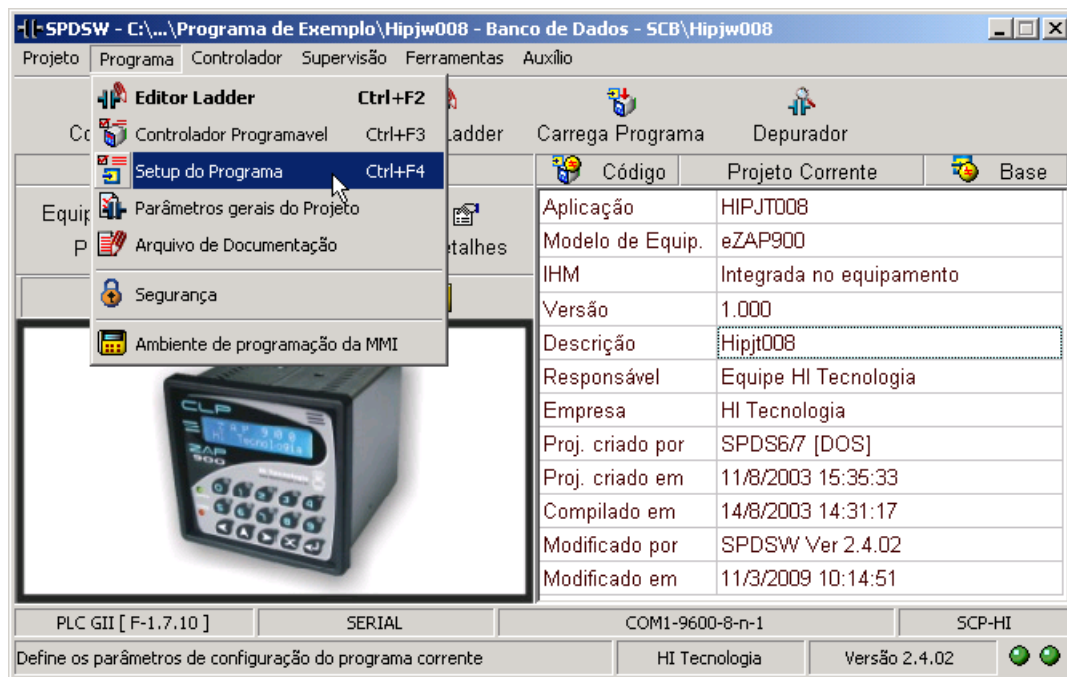 SPDSW - C:\...\Programa de Exemplo\Hipjw008 - Banco de Dados - SCB\Hipjw008
Projeto Programa Controlador Supervisão Ferramentas Auxílio
Editor Ladder Ctrl+F2
Controlador Programavel Ctrl+F3
Setup do Programa Ctrl+F4
Parâmetros gerais do Projeto
Arquivo de Documentação
Segurança
Ambiente de programação da MMI
Co
Ladder
Carrega Programa
Depurador
Equip
P
etalhes
Código Projeto Corrente Base
Aplicação HIPJT008
Modelo de Equip. eZAP900
IHM Integrada no equipamento
Versão 1.000
Descrição Hipjt008
Responsável Equipe HI Tecnologia
Empresa HI Tecnologia
Proj. criado por SPDS6/7 [DOS]
Proj. criado em 11/8/2003 15:35:33
Compilado em 14/8/2003 14:31:17
Modificado por SPDSW Ver 2.4.02
Modificado em 11/3/2009 10:14:51
CLP
ZAP 900
HI Tecnologia
ZAP
900
PLC GII [ F-1.7.10 ] SERIAL COM1-9600-8-n-1 SCP-HI
Define os parâmetros de configuração do programa corrente HI Tecnologia Versão 2.4.02